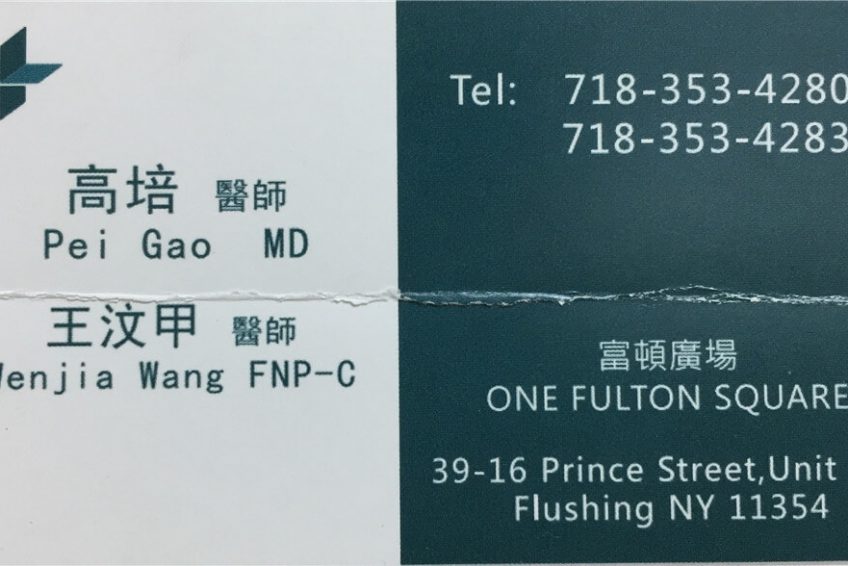 高培 醫師
Pei Gao MD
王汶甲 醫師
Wenjia Wang FNP-C
Tel: 718-353-4280
718-353-4283
富頓廣場
ONE FULTON SQUARE
39-16 Prince Street,Unit
Flushing NY 11354